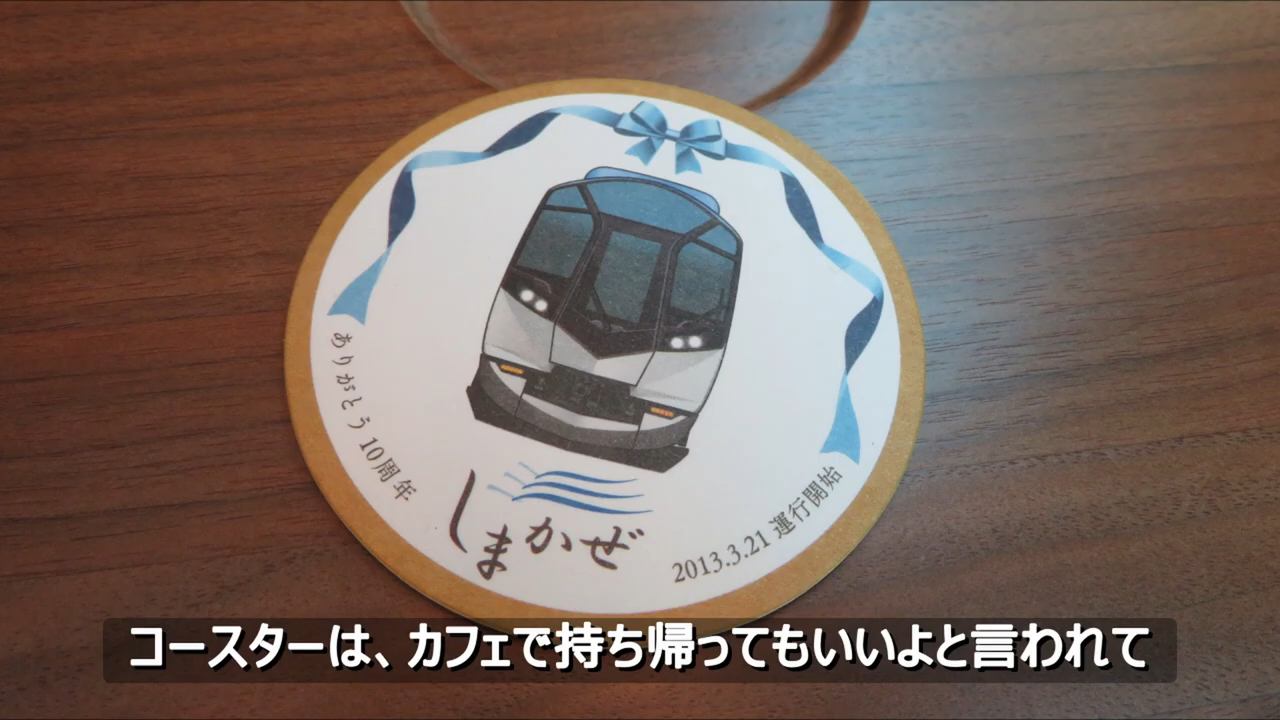 ありがとう 10周年
しまかぜ
2013.3.21 運行開始
コースターは、カフェで持ち帰ってもいいよと言われて